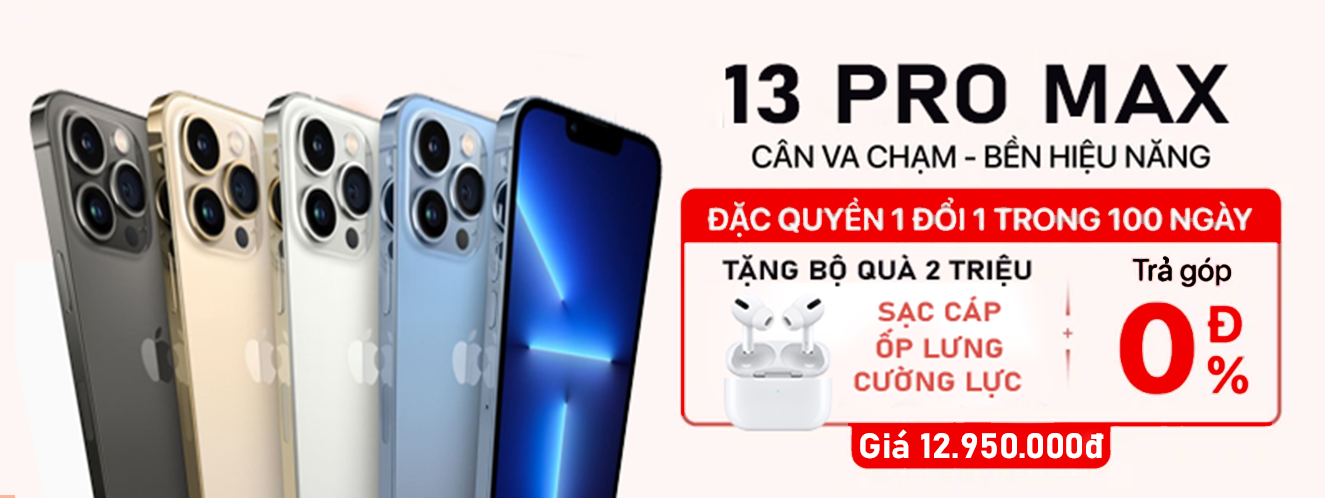 13 PRO MAX
CÂN VA CHẠM - BỀN HIỆU NĂNG
ĐẶC QUYỀN 1 ĐỔI 1 TRONG 100 NGÀY
TẶNG BỘ QUÀ 2 TRIỆU
SẠC CÁP
ỐP LƯNG
CƯỜNG LỰC
+
Trả góp
0 Đ
%
Giá 12.950.000đ